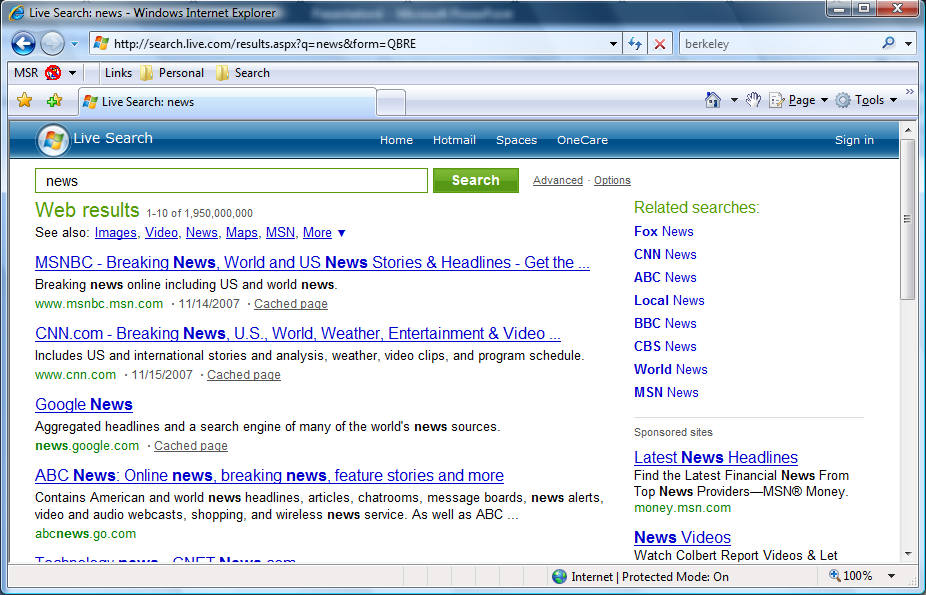 Live Search: news - Windows Internet Explorer
http://search.live.com/results.aspx?q=news&form=QBRE
berkeley
MSR Links Personal Search
Live Search: news
Page Tools
Live Search Home Hotmail Spaces OneCare Sign in
news Search Advanced · Options
Web results 1-10 of 1,950,000,000
See also: Images, Video, News, Maps, MSN, More ▼
MSNBC - Breaking News, World and US News Stories & Headlines - Get the ...
Breaking news online including US and world news.
www.msnbc.msn.com · 11/14/2007 · Cached page
CNN.com - Breaking News, U.S., World, Weather, Entertainment & Video ...
Includes US and international stories and analysis, weather, video clips, and program schedule.
www.cnn.com · 11/15/2007 · Cached page
Google News
Aggregated headlines and a search engine of many of the world's news sources.
news.google.com · Cached page
ABC News: Online news, breaking news, feature stories and more
Contains American and world news headlines, articles, chatrooms, message boards, news alerts,
video and audio webcasts, shopping, and wireless news service. As well as ABC ...
abcnews.go.com
Technology news - CNET News.com
Related searches:
Fox News
CNN News
ABC News
Local News
BBC News
CBS News
World News
MSN News
Sponsored sites
Latest News Headlines
Find the Latest Financial News From
Top News Providers—MSN® Money.
money.msn.com
News Videos
Watch Colbert Report Videos & Let
Internet | Protected Mode: On
100%